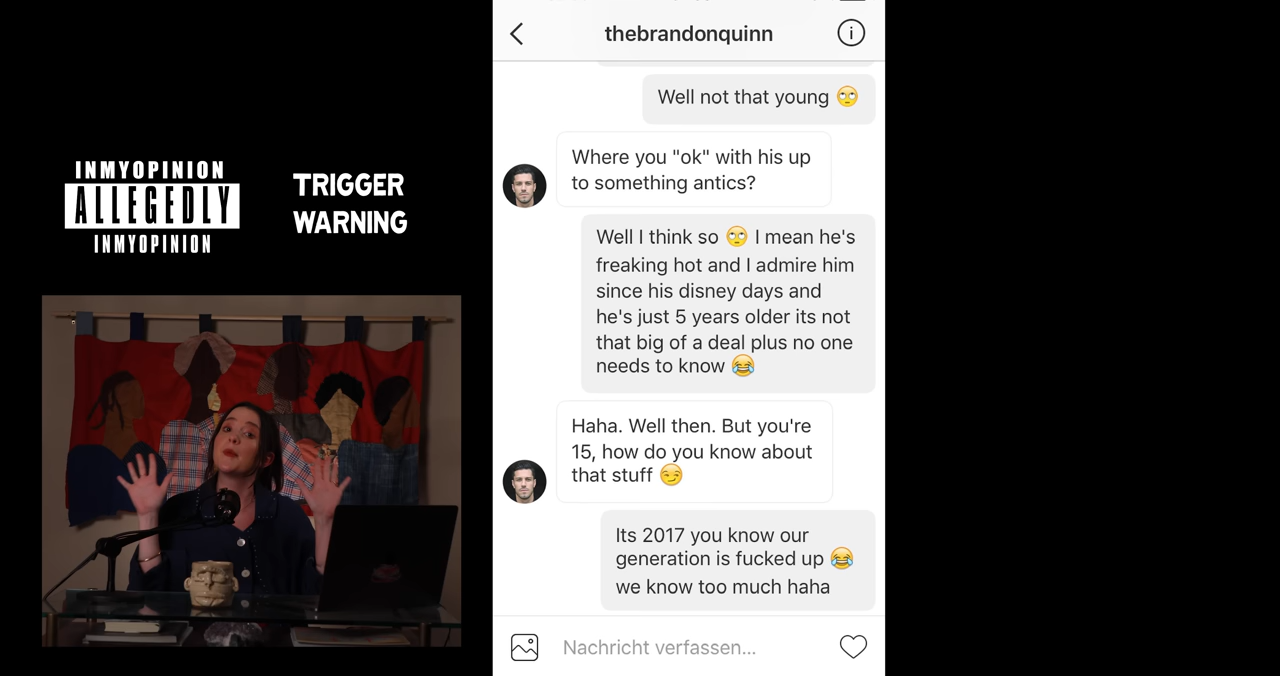 INMYOPINION
ALLEGEDLY
INMYOPINION
TRIGGER
WARNING
thebrandonquinn
Well not that young 🙄
Where you "ok" with his up
to something antics?
Well I think so 🙄 I mean he's
freaking hot and I admire him
since his disney days and
he's just 5 years older its not
that big of a deal plus no one
needs to know 😂
Haha. Well then. But you're
15, how do you know about
that stuff 😏
Its 2017 you know our
generation is fucked up 😂
we know too much haha
Nachricht verfassen...